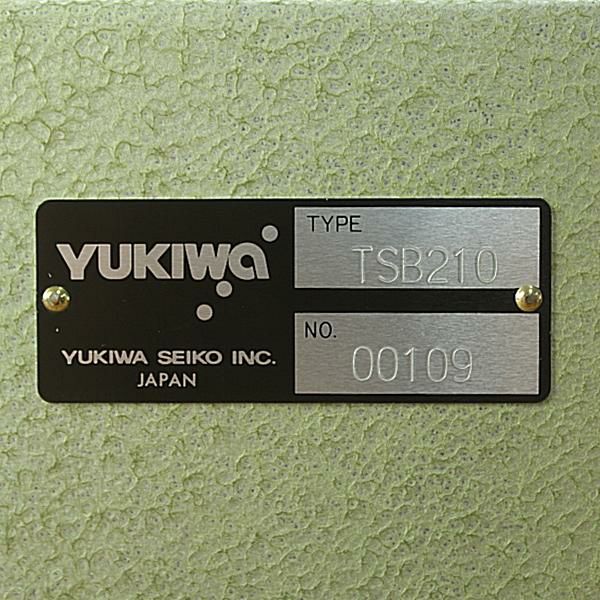 YUKIWA
YUKIWA SEIKO INC.
JAPAN
TYPE
TSB210
NO.
00109